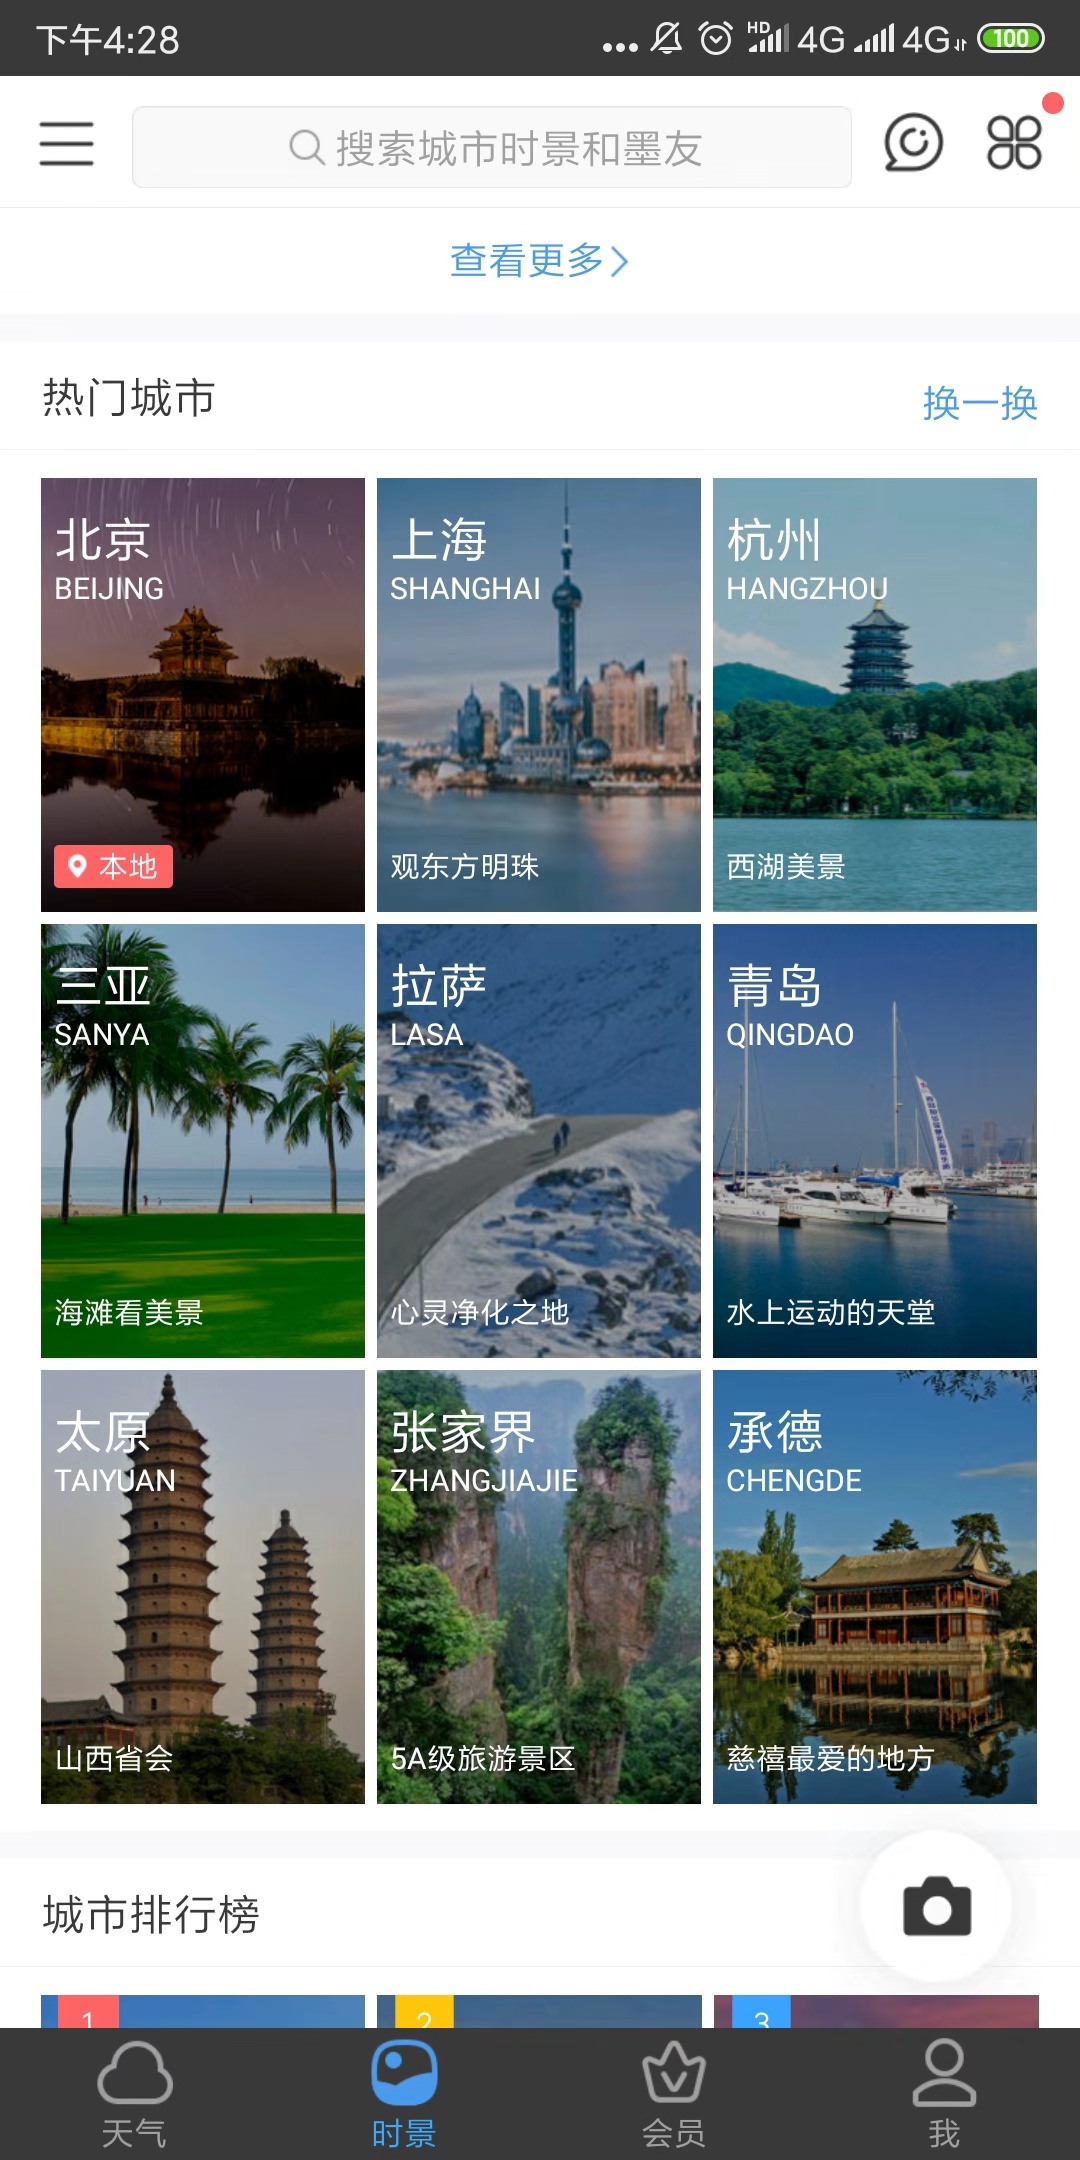 下午4:28
HD 4G 4G 100
搜索城市时景和墨友
查看更多
热门城市
换一换
北京
BEIJING
本地
上海
SHANGHAI
观东方明珠
杭州
HANGZHOU
西湖美景
三亚
SANYA
海滩看美景
拉萨
LASA
心灵净化之地
青岛
QINGDAO
水上运动的天堂
太原
TAIYUAN
山西省会
张家界
ZHANGJIAJIE
5A级旅游景区
承德
CHENGDE
慈禧最爱的地方
城市排行榜
1
2
3
天气
时景
会员
我